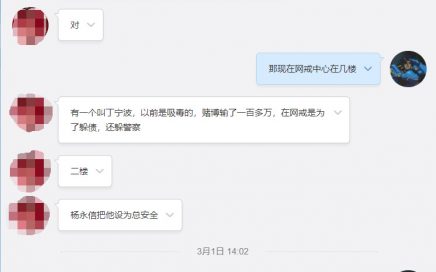 对
那现在网戒中心在几楼
有一个叫丁宁波，以前是吸毒的，赌博输了一百多万，在网戒是为
了躲债，还躲警察
二楼
杨永信把他设为总安全
3月1日 14:02